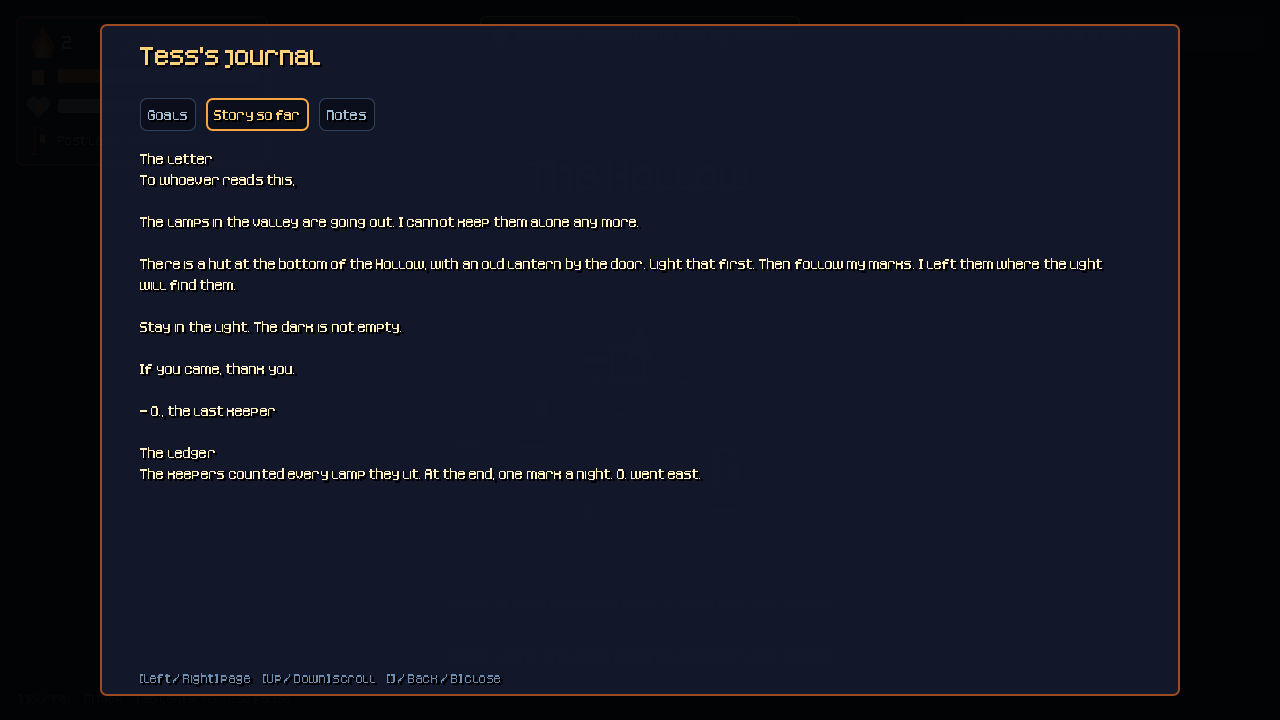 Tess's journal
Goals
Story so far
Notes
The Letter
To whoever reads this,
The lamps in the valley are going out. I cannot keep them alone any more.
There is a hut at the bottom of the Hollow, with an old lantern by the door. Light that first. Then follow my marks. I left them where the light
will find them.
Stay in the light. The dark is not empty.
If you came, thank you.
- O., the last keeper
The Ledger
The keepers counted every lamp they lit. At the end, one mark a night. O. went east.
[Left/Right]page [Up/Down]scroll [J/Back/B]close